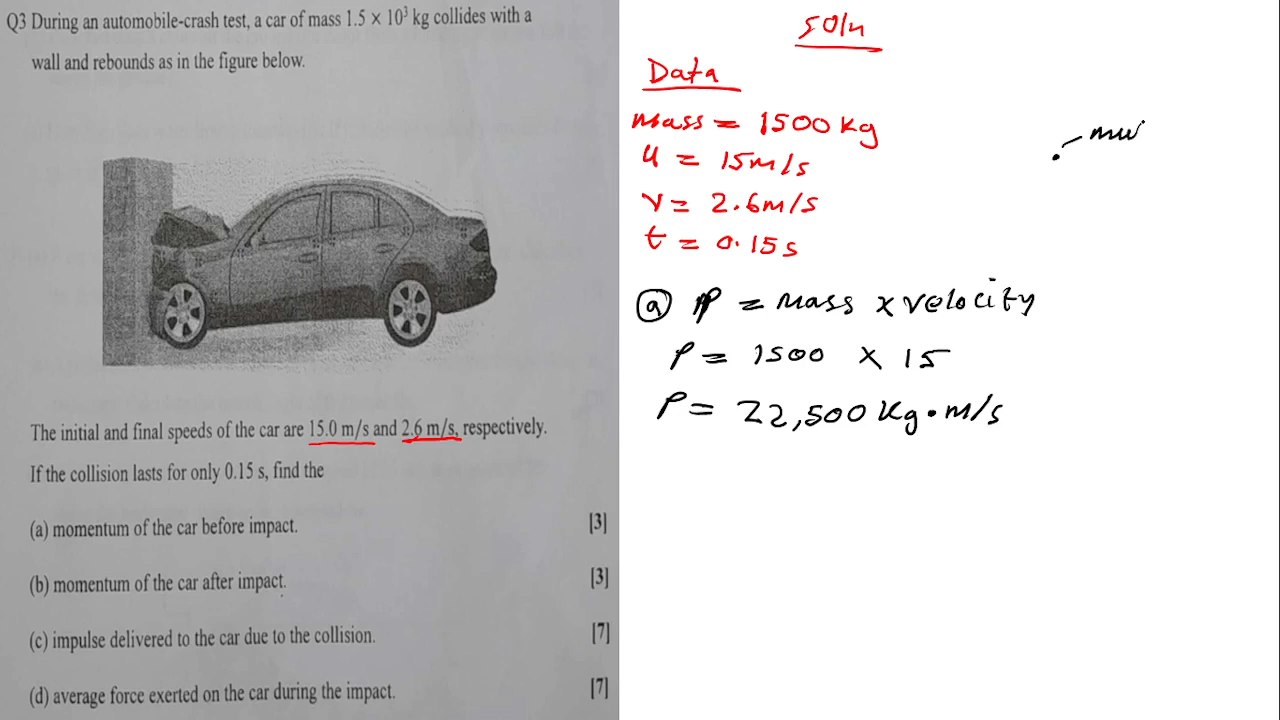 Q3 During an automobile-crash test, a car of mass 1.5 × 10³ kg collides with a
wall and rebounds as in the figure below.
The initial and final speeds of the car are 15.0 m/s and 2.6 m/s, respectively.
If the collision lasts for only 0.15 s, find the
(a) momentum of the car before impact. [3]
(b) momentum of the car after impact. [3]
(c) impulse delivered to the car due to the collision. [7]
(d) average force exerted on the car during the impact. [7]
Soln
Data
mass = 1500 kg
u = 15m/s
v = 2.6m/s
t = 0.15s
(a) P = mass × velocity
P = 1500 × 15
P = 22,500 kg·m/s